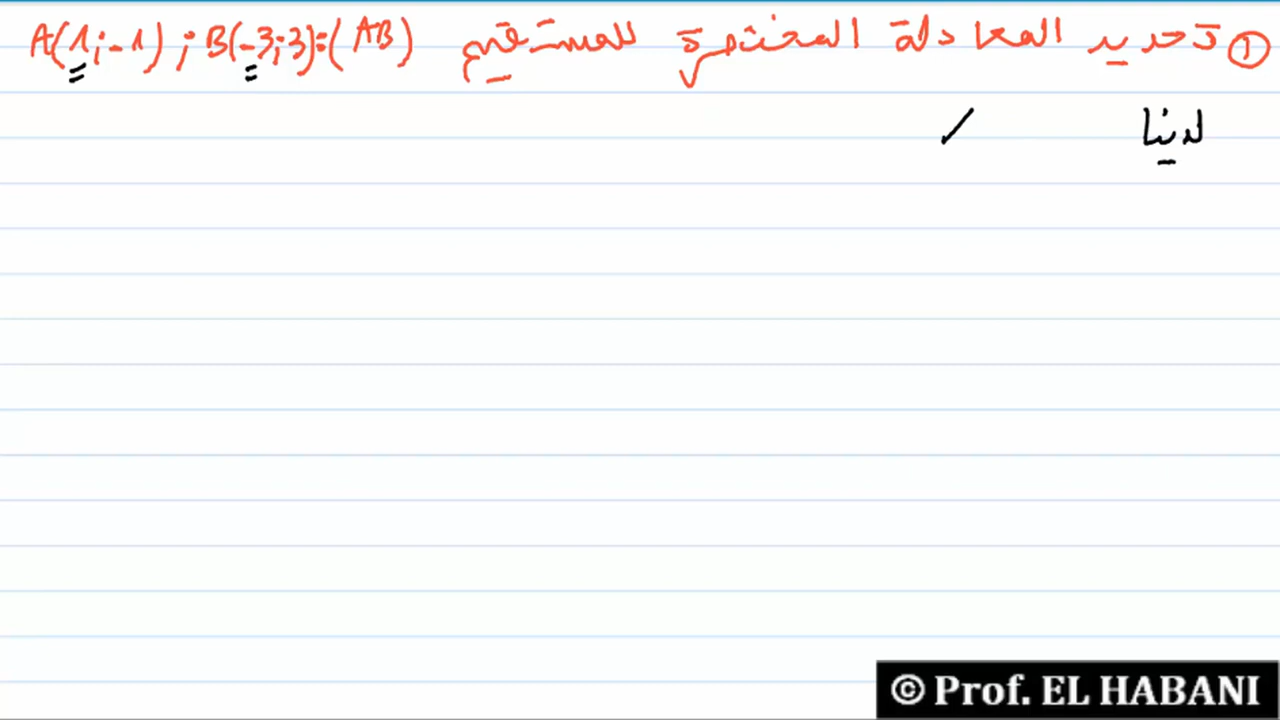 ① تحديد المعادلة المختصرة للمستقيم (AB): A(1;-1) ; B(-3;3)
لدينا
© Prof. EL HABANI